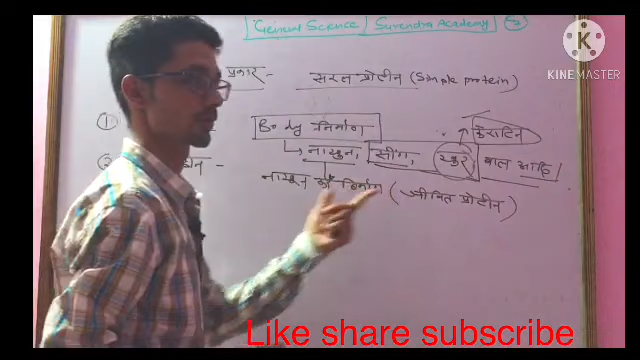 General Science | Surendra Academy
KINEMASTER
प्रकार - सरल प्रोटीन (Simple protein)
① Body निर्माण केराटिन
② नाखुन, सींग, खुर बाल आदि
नाखुन का निर्माण (जीवित प्रोटीन)
Like share subscribe